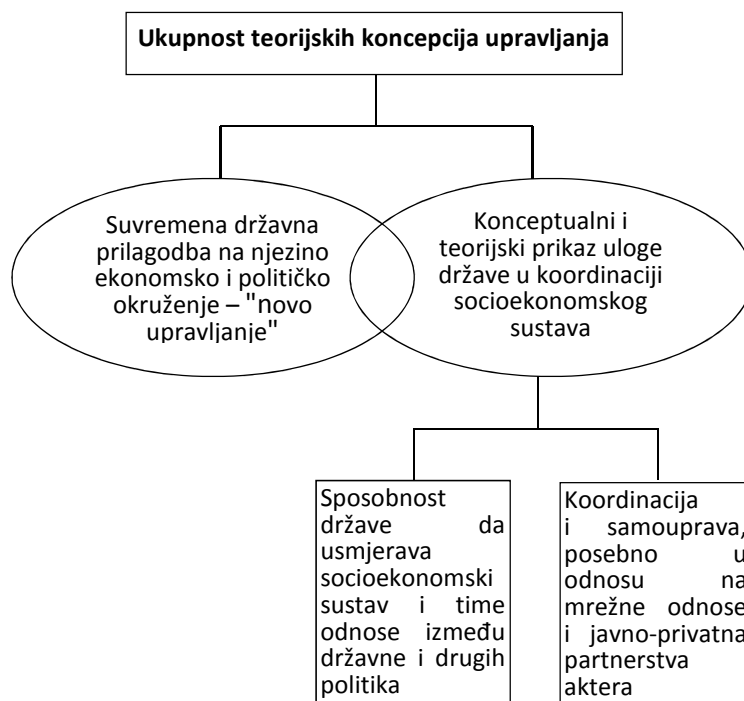 Ukupnost teorijskih koncepcija upravljanja
Suvremena državna
prilagodba na njezino
ekonomsko i političko
okruženje – "novo
upravljanje"
Konceptualni i
teorijski prikaz uloge
države u koordinaciji
socioekonomskog
sustava
Sposobnost
države da
usmjerava
socioekonomski
sustav i time
odnose između
državne i drugih
politika
Koordinacija
i samouprava,
posebno u
odnosu na
mrežne odnose
i javno-privatna
partnerstva
aktera